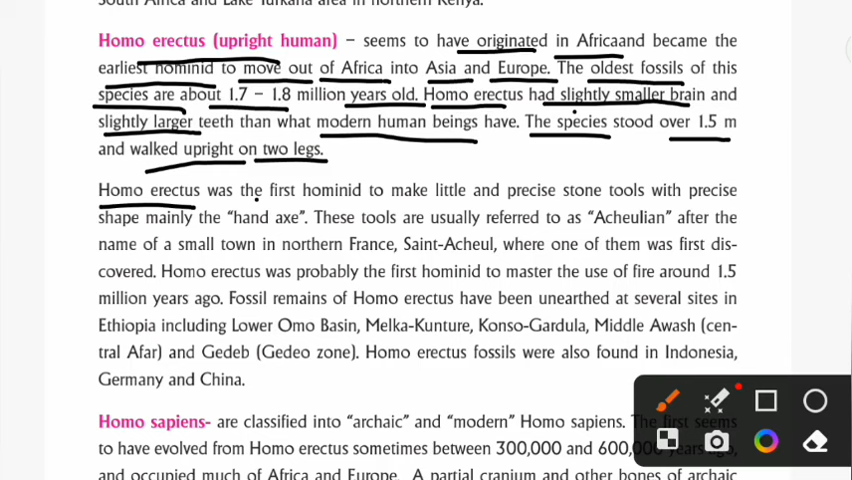 South Africa and Lake Turkana area in northern Kenya.
Homo erectus (upright human) – seems to have originated in Africaand became the
earliest hominid to move out of Africa into Asia and Europe. The oldest fossils of this
species are about 1.7 – 1.8 million years old. Homo erectus had slightly smaller brain and
slightly larger teeth than what modern human beings have. The species stood over 1.5 m
and walked upright on two legs.
Homo erectus was the first hominid to make little and precise stone tools with precise
shape mainly the “hand axe”. These tools are usually referred to as “Acheulian” after the
name of a small town in northern France, Saint-Acheul, where one of them was first dis-
covered. Homo erectus was probably the first hominid to master the use of fire around 1.5
million years ago. Fossil remains of Homo erectus have been unearthed at several sites in
Ethiopia including Lower Omo Basin, Melka-Kunture, Konso-Gardula, Middle Awash (cen-
tral Afar) and Gedeb (Gedeo zone). Homo erectus fossils were also found in Indonesia,
Germany and China.
Homo sapiens- are classified into “archaic” and “modern” Homo sapiens. The first seems
to have evolved from Homo erectus sometimes between 300,000 and 600,000 years ago,
and occupied much of Africa and Europe. A partial cranium and other bones of archaic